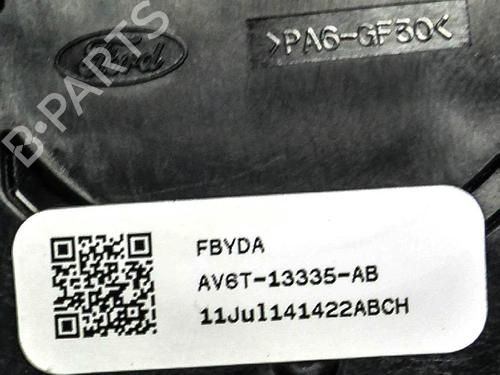 Ford
>PA6-GF30<
B-PARTS
FBYDA
AV6T-13335-AB
11Jul141422ABCH